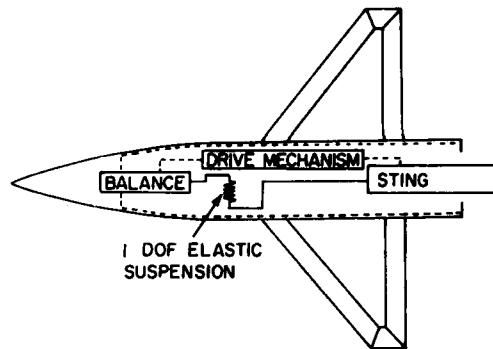 DRIVE MECHANISM
BALANCE
STING
1 DOF ELASTIC
SUSPENSION